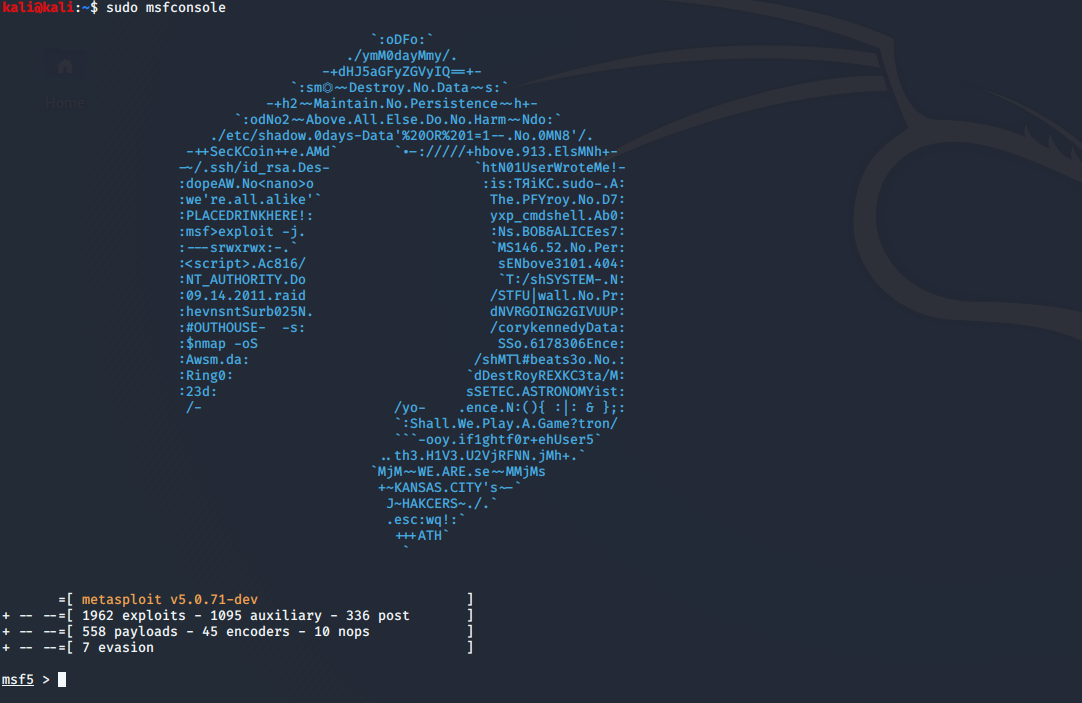 kali@kali:~$ sudo msfconsole
`:oDFo:`
./ymM0dayMmy/.
-+dHJ5aGFyZGVyIQ==+-
`:sm⏣~~Destroy.No.Data~~s:`
-+h2~~Maintain.No.Persistence~~h+-
`:odNo2~~Above.All.Else.Do.No.Harm~~Ndo:`
./etc/shadow.0days-Data'%20OR%201=1--.No.0MN8'/.
-++SecKCoin++e.AMd` `•-://///+hbove.913.ElsMNh+-
-~/.ssh/id_rsa.Des- `htN01UserWroteMe!-
:dopeAW.No<nano>o :is:TЯiKC.sudo-.A:
:we're.all.alike'` The.PFYroy.No.D7:
:PLACEDRINKHERE!: yxp_cmdshell.Ab0:
:msf>exploit -j. :Ns.BOB&ALICEes7:
:---srwxrwx:-.` `MS146.52.No.Per:
:<script>.Ac816/ sENbove3101.404:
:NT_AUTHORITY.Do `T:/shSYSTEM-.N:
:09.14.2011.raid /STFU|wall.No.Pr:
:hevnsntSurb025N. dNVRGOING2GIVUUP:
:#OUTHOUSE-  -s: /corykennedyData:
:$nmap -oS SSo.6178306Ence:
:Awsm.da: /shMTl#beats3o.No.:
:Ring0: `dDestRoyREXKC3ta/M:
:23d: sSETEC.ASTRONOMYist:
/- /yo- .ence.N:(){ :|: & };:
`:Shall.We.Play.A.Game?tron/
```-ooy.if1ghtf0r+ehUser5`
..th3.H1V3.U2VjRFNN.jMh+.`
`MjM~~WE.ARE.se~~MMjMs
+~KANSAS.CITY's~-`
J~HAKCERS~./.`
.esc:wq!:`
+++ATH`
`
=[ metasploit v5.0.71-dev ]
+ -- --=[ 1962 exploits - 1095 auxiliary - 336 post ]
+ -- --=[ 558 payloads - 45 encoders - 10 nops ]
+ -- --=[ 7 evasion ]
msf5 >
Home